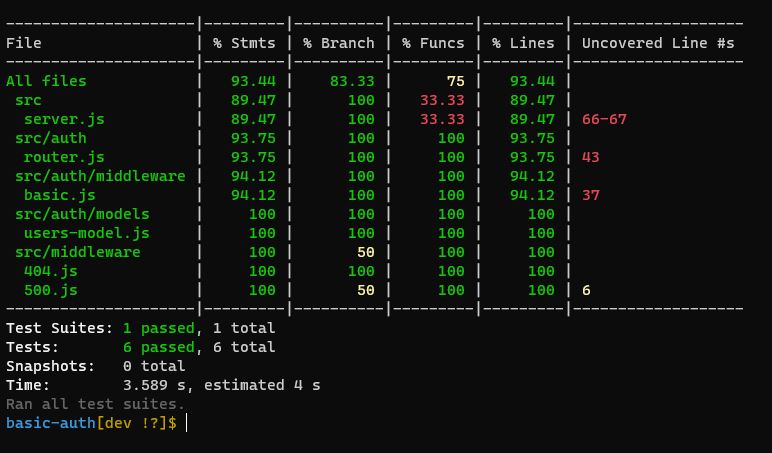 ---------------------|---------|----------|---------|---------|-------------------
File                 | % Stmts | % Branch | % Funcs | % Lines | Uncovered Line #s
---------------------|---------|----------|---------|---------|-------------------
All files            |   93.44 |    83.33 |      75 |   93.44 |
 src                 |   89.47 |      100 |   33.33 |   89.47 |
  server.js          |   89.47 |      100 |   33.33 |   89.47 | 66-67
 src/auth            |   93.75 |      100 |     100 |   93.75 |
  router.js          |   93.75 |      100 |     100 |   93.75 | 43
 src/auth/middleware |   94.12 |      100 |     100 |   94.12 |
  basic.js           |   94.12 |      100 |     100 |   94.12 | 37
 src/auth/models     |     100 |      100 |     100 |     100 |
  users-model.js     |     100 |      100 |     100 |     100 |
 src/middleware      |     100 |       50 |     100 |     100 |
  404.js             |     100 |      100 |     100 |     100 |
  500.js             |     100 |       50 |     100 |     100 | 6
---------------------|---------|----------|---------|---------|-------------------
Test Suites: 1 passed, 1 total
Tests:       6 passed, 6 total
Snapshots:   0 total
Time:        3.589 s, estimated 4 s
Ran all test suites.
basic-auth[dev !?]$